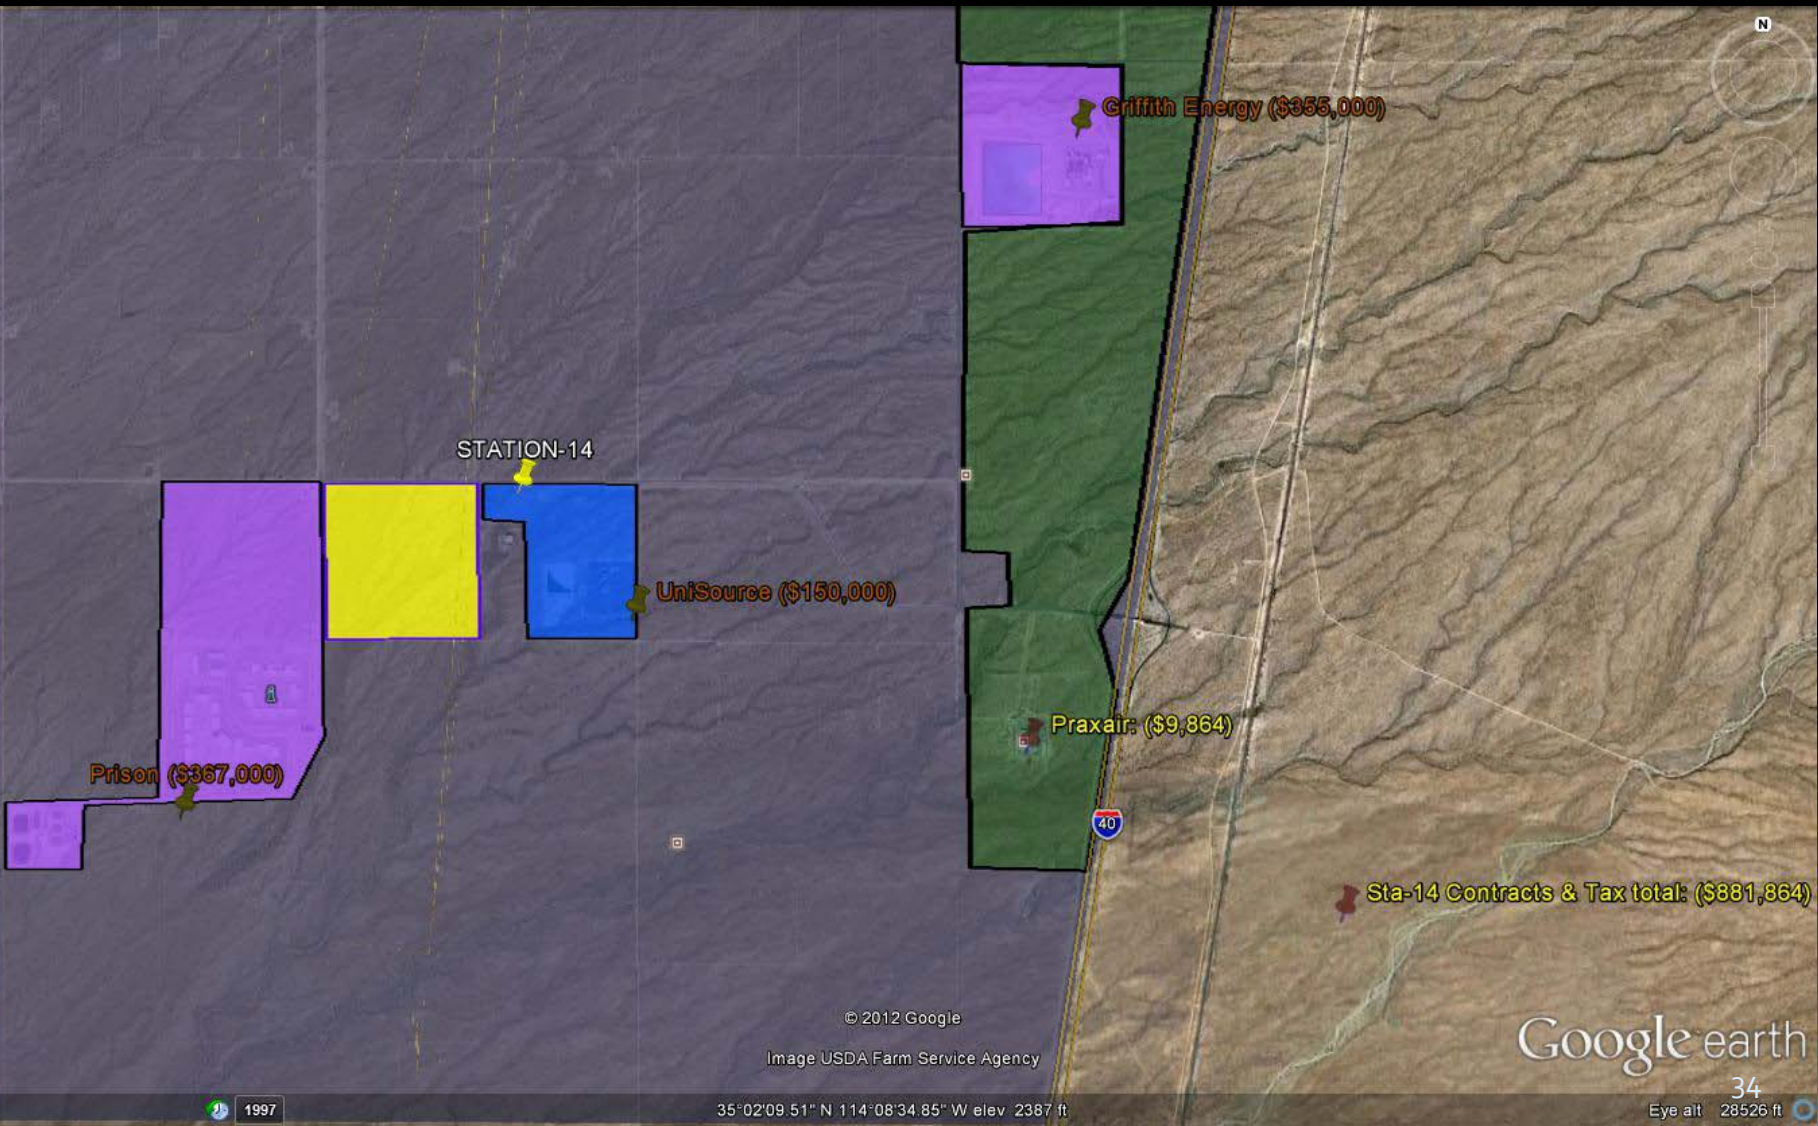 N
Griffith Energy ($355,000)
STATION-14
UniSource ($150,000)
Praxair: ($9,864)
Prison ($367,000)
40
Sta-14 Contracts & Tax total: ($881,864)
© 2012 Google
Image USDA Farm Service Agency
Google earth
34
1997
35°02'09.51" N 114°08'34.85" W elev 2387 ft
Eye alt 28526 ft